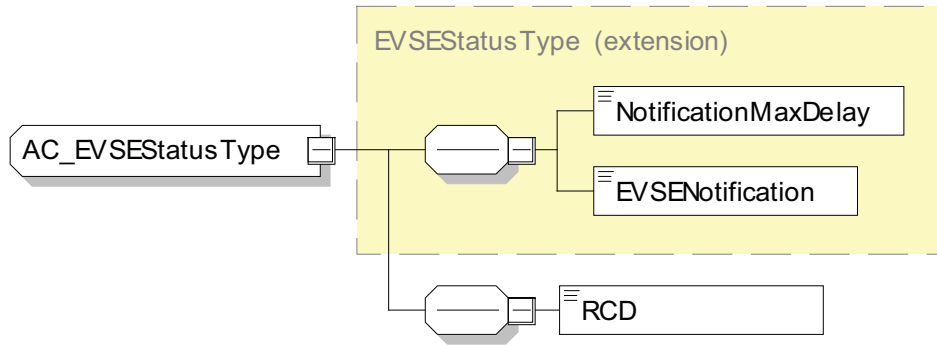 EVSEStatusType (extension)
NotificationMaxDelay
AC_EVSEStatusType
EVSENotification
RCD